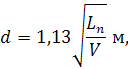 d = 1,13√(Lₙ/V) м,